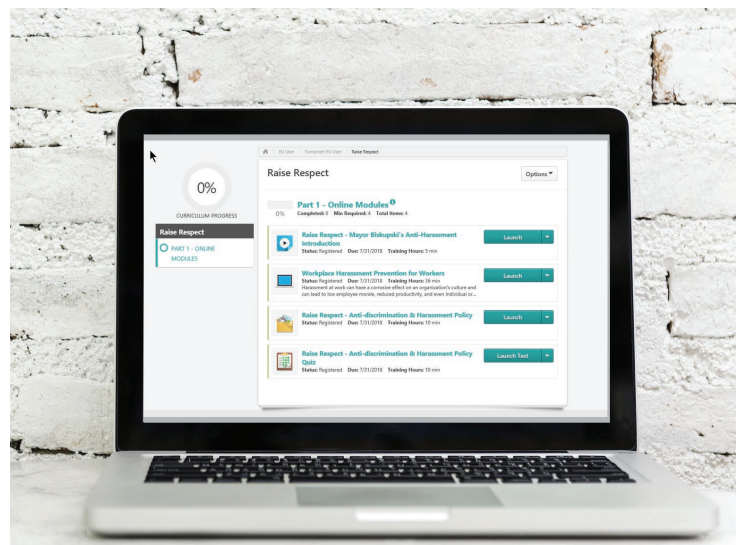 EU User
Transcript: EU User
Raise Respect
0%
CURRICULUM PROGRESS
Raise Respect
PART 1 - ONLINE
MODULES
Raise Respect
Options
Part 1 - Online Modules
0%
Completed: 0 Min Required: 4 Total Items: 4
Raise Respect - Mayor Biskupski's Anti-Harassment
Introduction
Status: Registered Due: 7/31/2018 Training Hours: 5 min
Launch
Workplace Harassment Prevention for Workers
Status: Registered Due: 7/31/2018 Training Hours: 36 min
Harassment at work can have a corrosive effect on an organization's culture and
can lead to low employee morale, reduced productivity, and even individual or...
Launch
Raise Respect - Anti-discrimination & Harassment Policy
Status: Registered Due: 7/31/2018 Training Hours: 10 min
Launch
Raise Respect - Anti-discrimination & Harassment Policy
Quiz
Status: Registered Due: 7/31/2018 Training Hours: 10 min
Launch Test